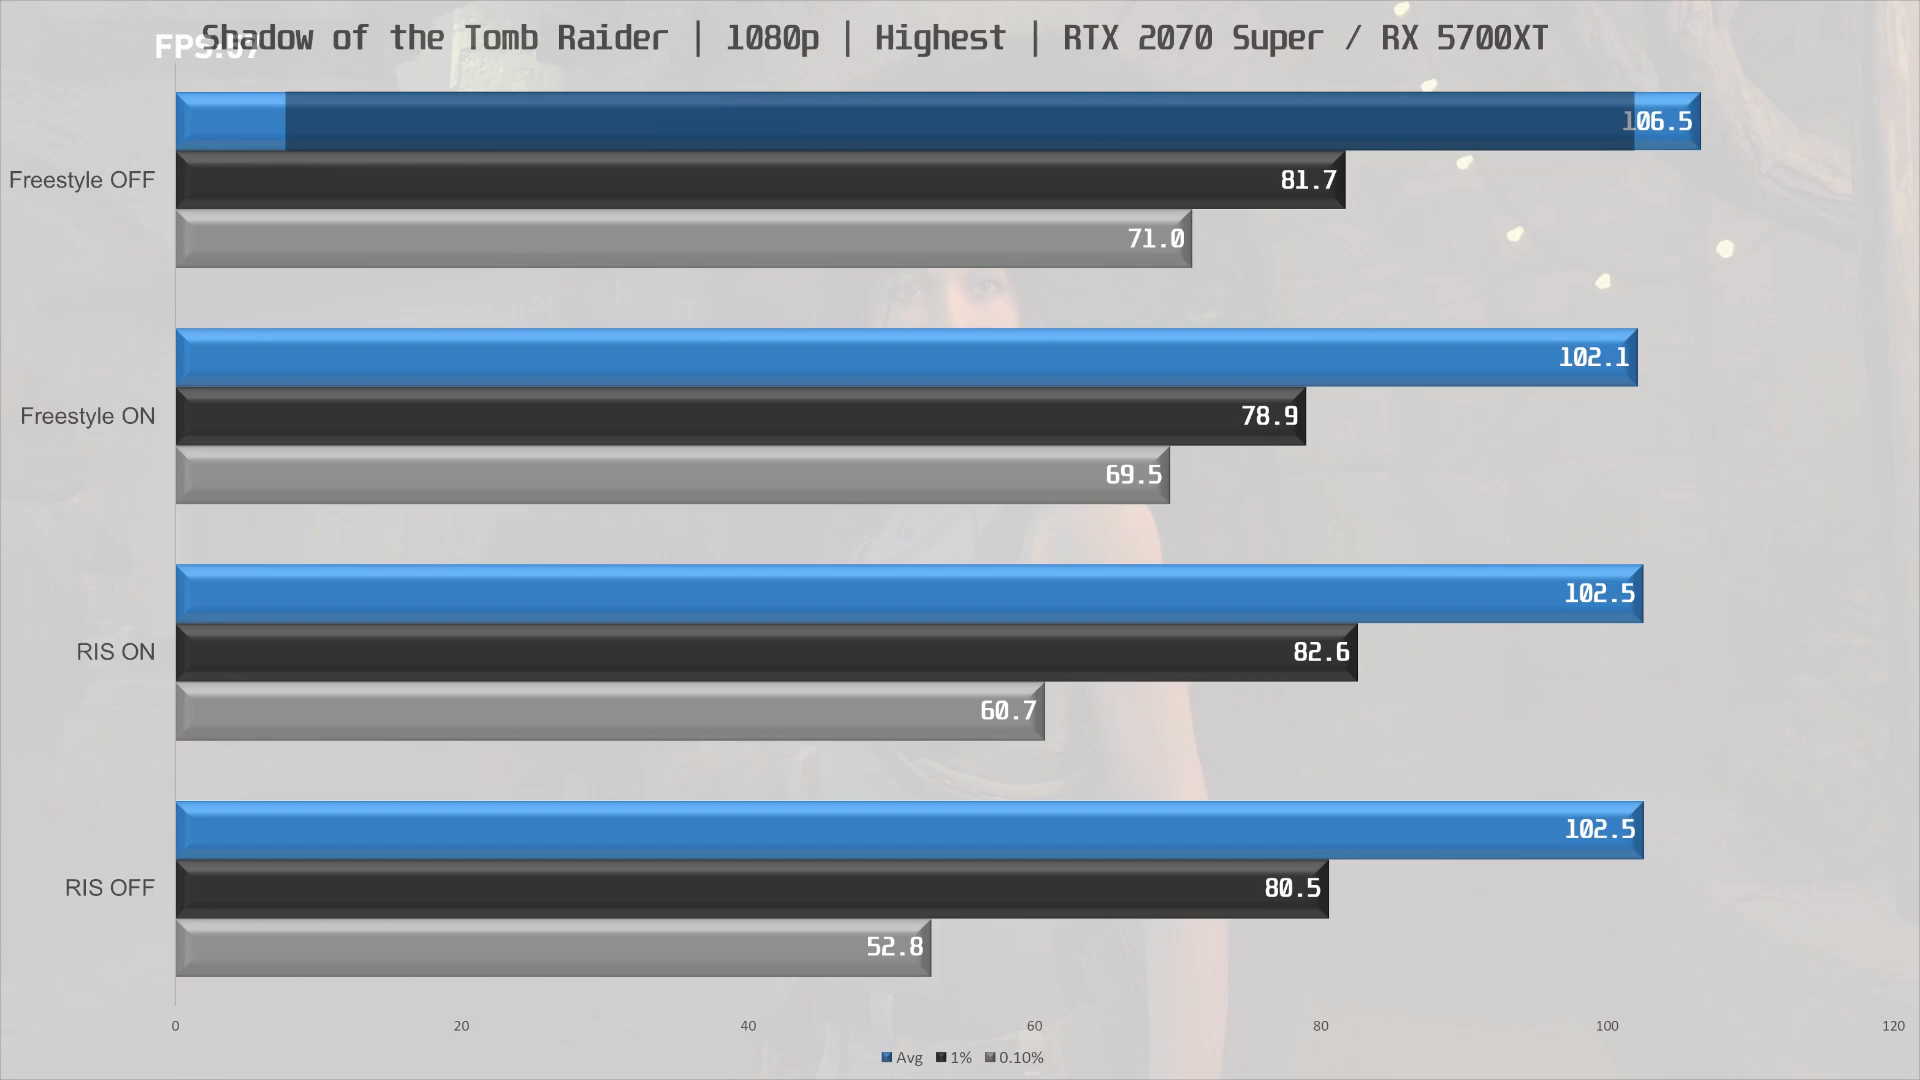 Shadow of the Tomb Raider | 1080p | Highest | RTX 2070 Super / RX 5700XT
106.5
Freestyle OFF
81.7
71.0
102.1
Freestyle ON
78.9
69.5
102.5
RIS ON
82.6
60.7
102.5
RIS OFF
80.5
52.8
0 20 40 60 80 100 120
Avg 1% 0.10%